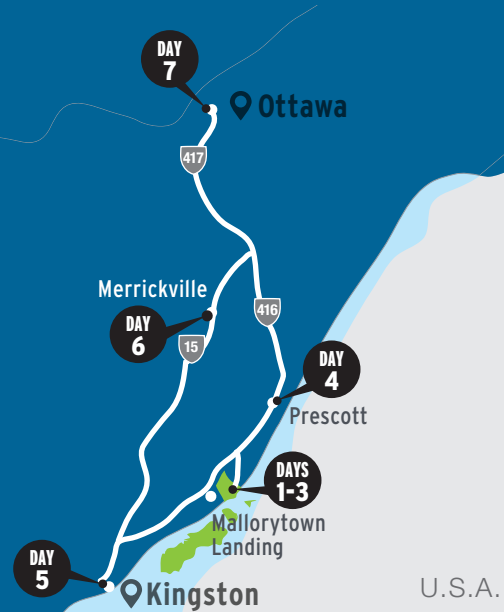 DAY
7
Ottawa
417
Merrickville
DAY
6
15
416
DAY
4
Prescott
DAYS
1-3
Mallorytown
Landing
DAY
5
Kingston
U.S.A.